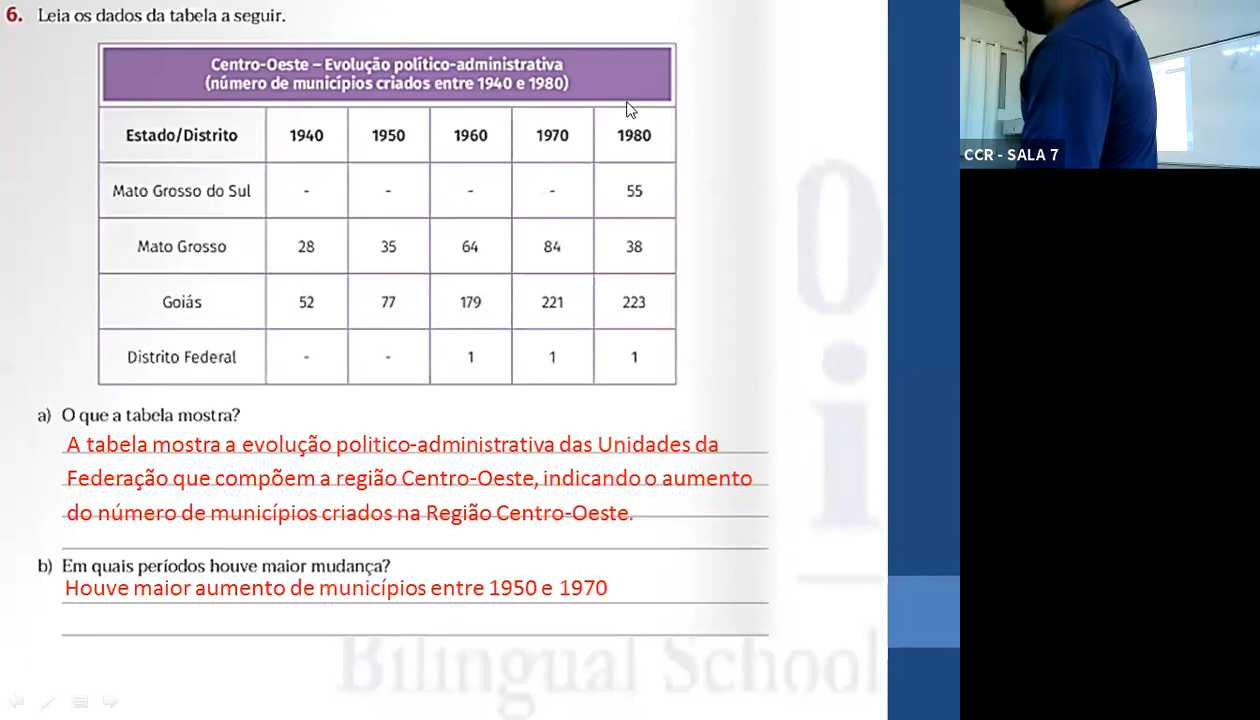 6. Leia os dados da tabela a seguir.
Centro-Oeste – Evolução político-administrativa
(número de municípios criados entre 1940 e 1980)
Estado/Distrito 1940 1950 1960 1970 1980
Mato Grosso do Sul - - - - 55
Mato Grosso 28 35 64 84 38
Goiás 52 77 179 221 223
Distrito Federal - - 1 1 1
a) O que a tabela mostra?
A tabela mostra a evolução politico-administrativa das Unidades da
Federação que compõem a região Centro-Oeste, indicando o aumento
do número de municípios criados na Região Centro-Oeste.
b) Em quais períodos houve maior mudança?
Houve maior aumento de municípios entre 1950 e 1970
Bilingual School
CCR - SALA 7